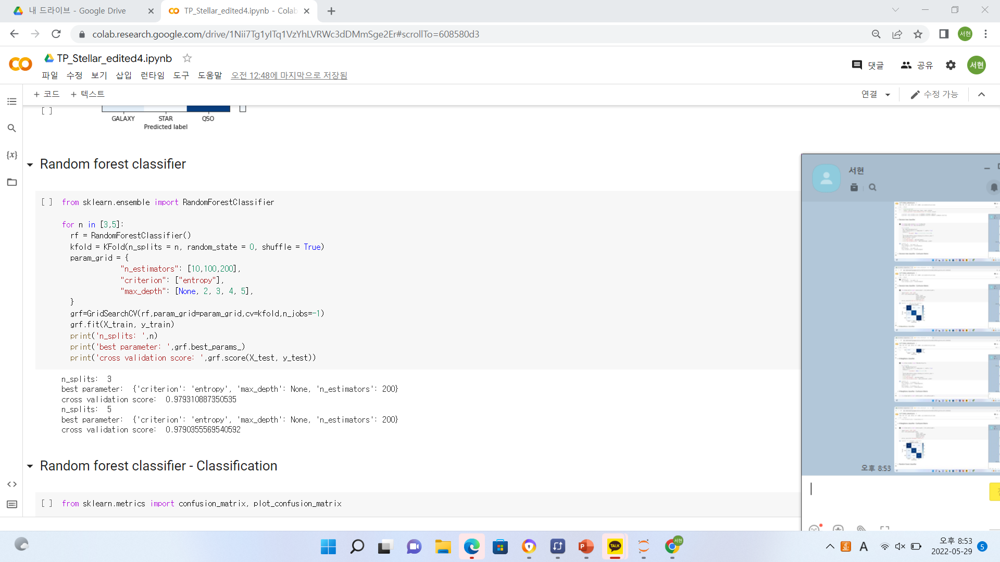 내 드라이브 - Google Drive
TP_Stellar_edited4.ipynb - Colab
colab.research.google.com/drive/1Nii7Tg1yITq1VzYhLVRWc3dDMmSge2Er#scrollTo=608580d3
서현
CO
TP_Stellar_edited4.ipynb
파일 수정 보기 삽입 런타임 도구 도움말 오전 12:48에 마지막으로 저장됨
댓글 공유 서현
+ 코드 + 텍스트
연결 수정 가능
[ ]
GALAXY STAR QSO
Predicted label
{x}
Random forest classifier
[ ] from sklearn.ensemble import RandomForestClassifier
for n in [3,5]:
rf = RandomForestClassifier()
kfold = KFold(n_splits = n, random_state = 0, shuffle = True)
param_grid = {
"n_estimators": [10,100,200],
"criterion": ["entropy"],
"max_depth": [None, 2, 3, 4, 5],
}
grf=GridSearchCV(rf,param_grid=param_grid,cv=kfold,n_jobs=-1)
grf.fit(X_train, y_train)
print('n_splits: ',n)
print('best parameter: ',grf.best_params_)
print('cross validation score: ',grf.score(X_test, y_test))
n_splits: 3
best parameter: {'criterion': 'entropy', 'max_depth': None, 'n_estimators': 200}
cross validation score: 0.979310887350535
n_splits: 5
best parameter: {'criterion': 'entropy', 'max_depth': None, 'n_estimators': 200}
cross validation score: 0.9790355569540592
Random forest classifier - Classification
[ ] from sklearn.metrics import confusion_matrix, plot_confusion_matrix
서현
오후 8:53
TALK
서현
A
오후 8:53
2022-05-29
5